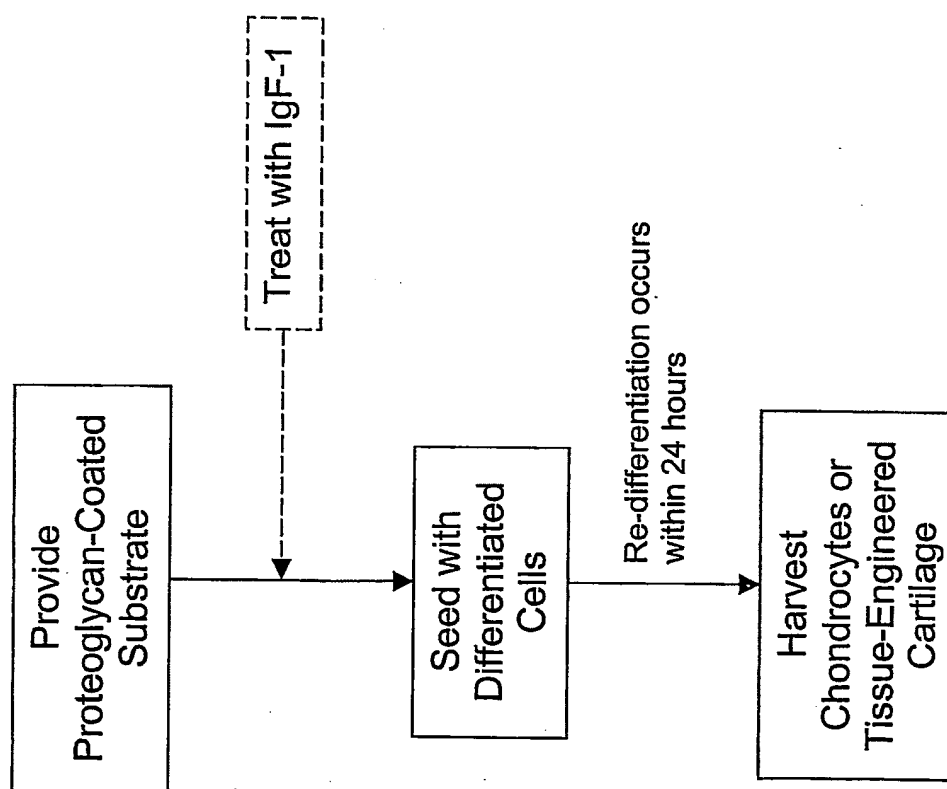 Provide
Proteoglycan-Coated
Substrate
Treat with IgF-1
Seed with
Differentiated
Cells
Re-differentiation occurs
within 24 hours
Harvest
Chondrocytes or
Tissue-Engineered
Cartilage